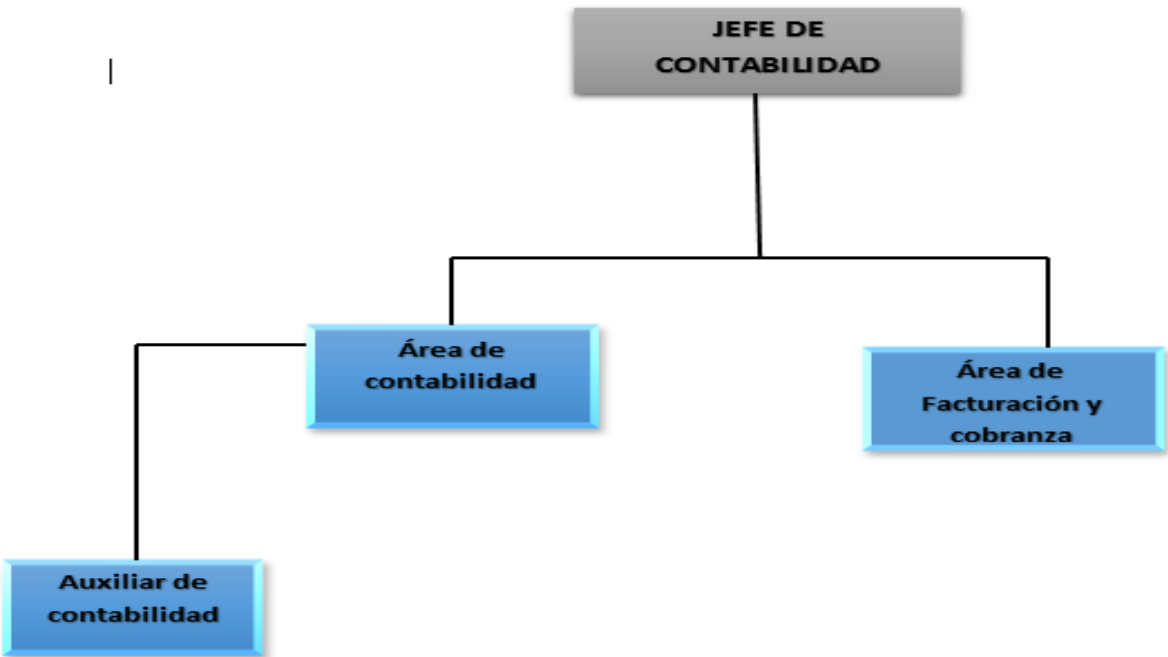 JEFE DE
CONTABILIDAD
Área de
contabilidad
Área de
Facturación y
cobranza
Auxiliar de
contabilidad